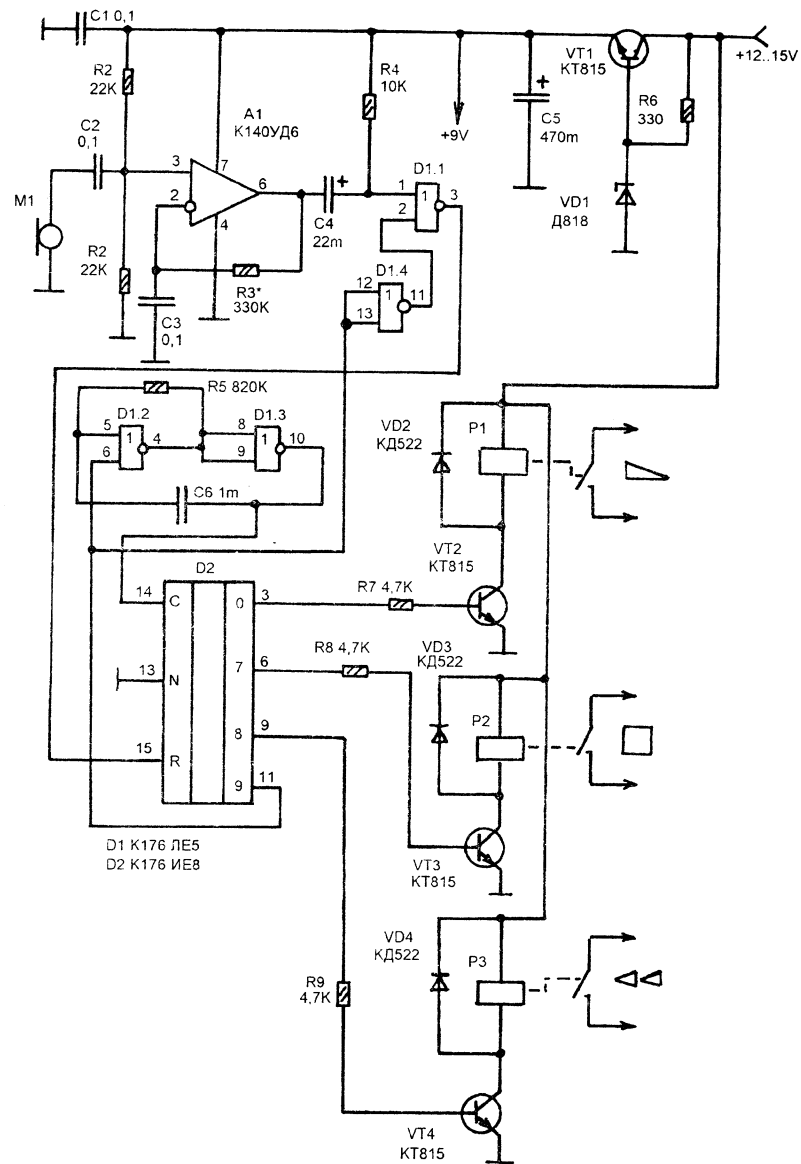 C1 0,1
R2
22K
C2
0,1
M1
R2
22K
A1
К140УД6
3
2
7
6
4
C3
0,1
R3*
330K
C4
22m
+
R4
10K
+9V
D1.1
1
1
2
3
D1.4
12
13
1
11
+
C5
470m
VT1
КТ815
+12..15V
R6
330
VD1
Д818
R5 820K
D1.2
5
6
1
4
D1.3
8
9
1
10
C6 1m
D2
14
C
0
3
13
N
7
6
15
R
8
9
9
11
D1 К176 ЛЕ5
D2 К176 ИЕ8
R7 4,7K
R8 4,7K
R9
4,7K
VD2
КД522
P1
VT2
КТ815
VD3
КД522
P2
VT3
КТ815
VD4
КД522
P3
VT4
КТ815